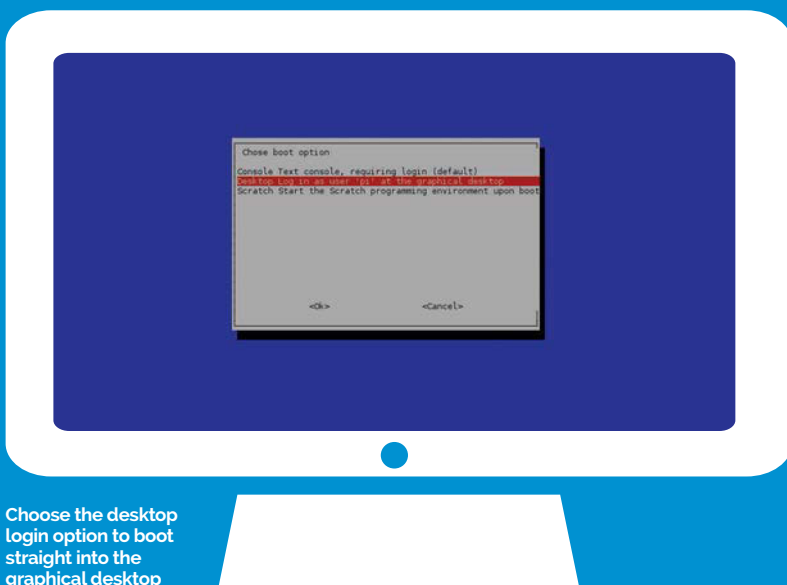 Chose boot option
Console Text console, requiring login (default)
Desktop Log in as user 'pi' at the graphical desktop
Scratch Start the Scratch programming environment upon boot
<Ok> <Cancel>
Choose the desktop
login option to boot
straight into the
graphical desktop